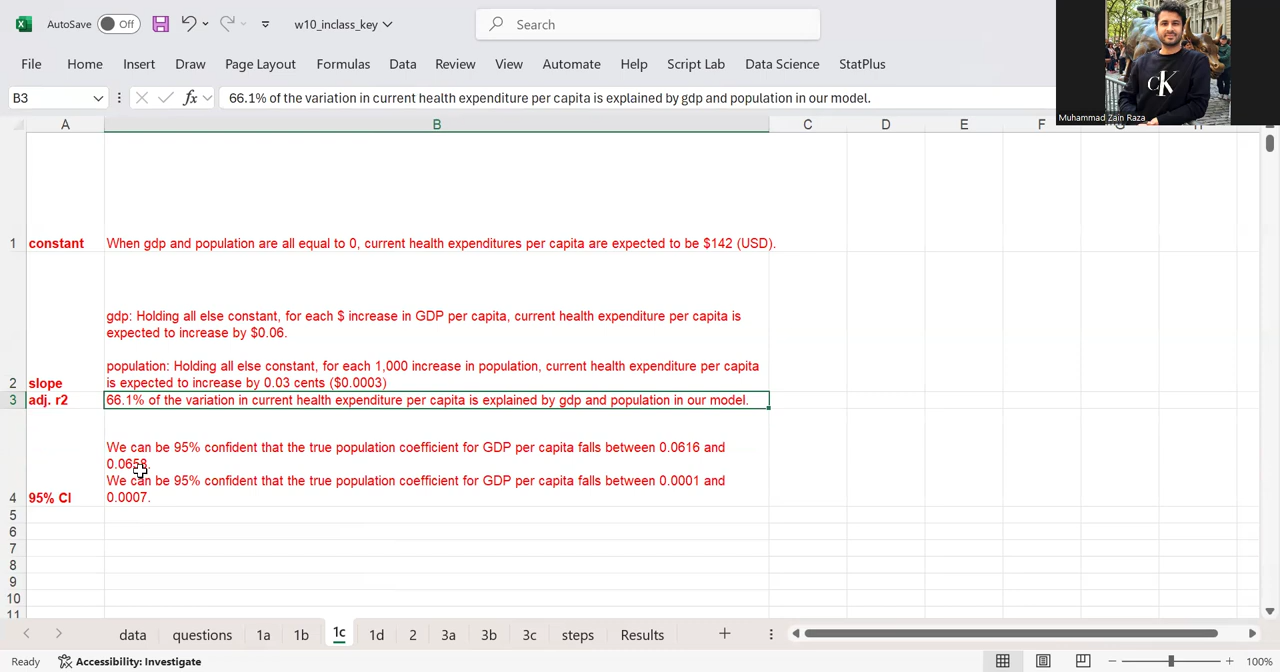 AutoSave Off w10_inclass_key Search
File Home Insert Draw Page Layout Formulas Data Review View Automate Help Script Lab Data Science StatPlus
CK
Muhammad Zain Raza
B3 fx 66.1% of the variation in current health expenditure per capita is explained by gdp and population in our model.
A B C D E F
1 constant When gdp and population are all equal to 0, current health expenditures per capita are expected to be $142 (USD).
gdp: Holding all else constant, for each $ increase in GDP per capita, current health expenditure per capita is
expected to increase by $0.06.
population: Holding all else constant, for each 1,000 increase in population, current health expenditure per capita
2 slope is expected to increase by 0.03 cents ($0.0003)
3 adj. r2 66.1% of the variation in current health expenditure per capita is explained by gdp and population in our model.
We can be 95% confident that the true population coefficient for GDP per capita falls between 0.0616 and
0.0658.
We can be 95% confident that the true population coefficient for GDP per capita falls between 0.0001 and
4 95% CI 0.0007.
5
6
7
8
9
10
11
data questions 1a 1b 1c 1d 2 3a 3b 3c steps Results
Ready Accessibility: Investigate 100%